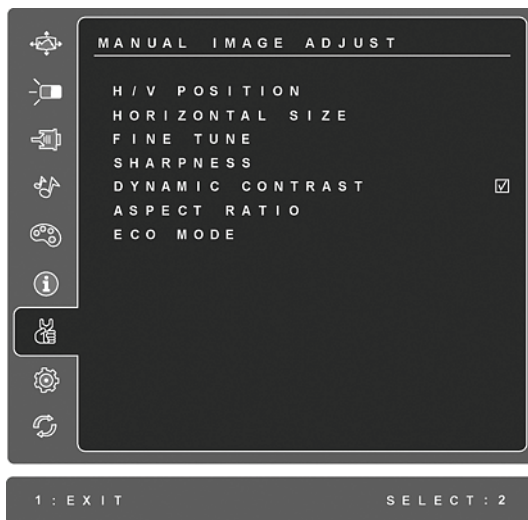 MANUAL IMAGE ADJUST
H/V POSITION
HORIZONTAL SIZE
FINE TUNE
SHARPNESS
DYNAMIC CONTRAST
ASPECT RATIO
ECO MODE
1:EXIT SELECT:2